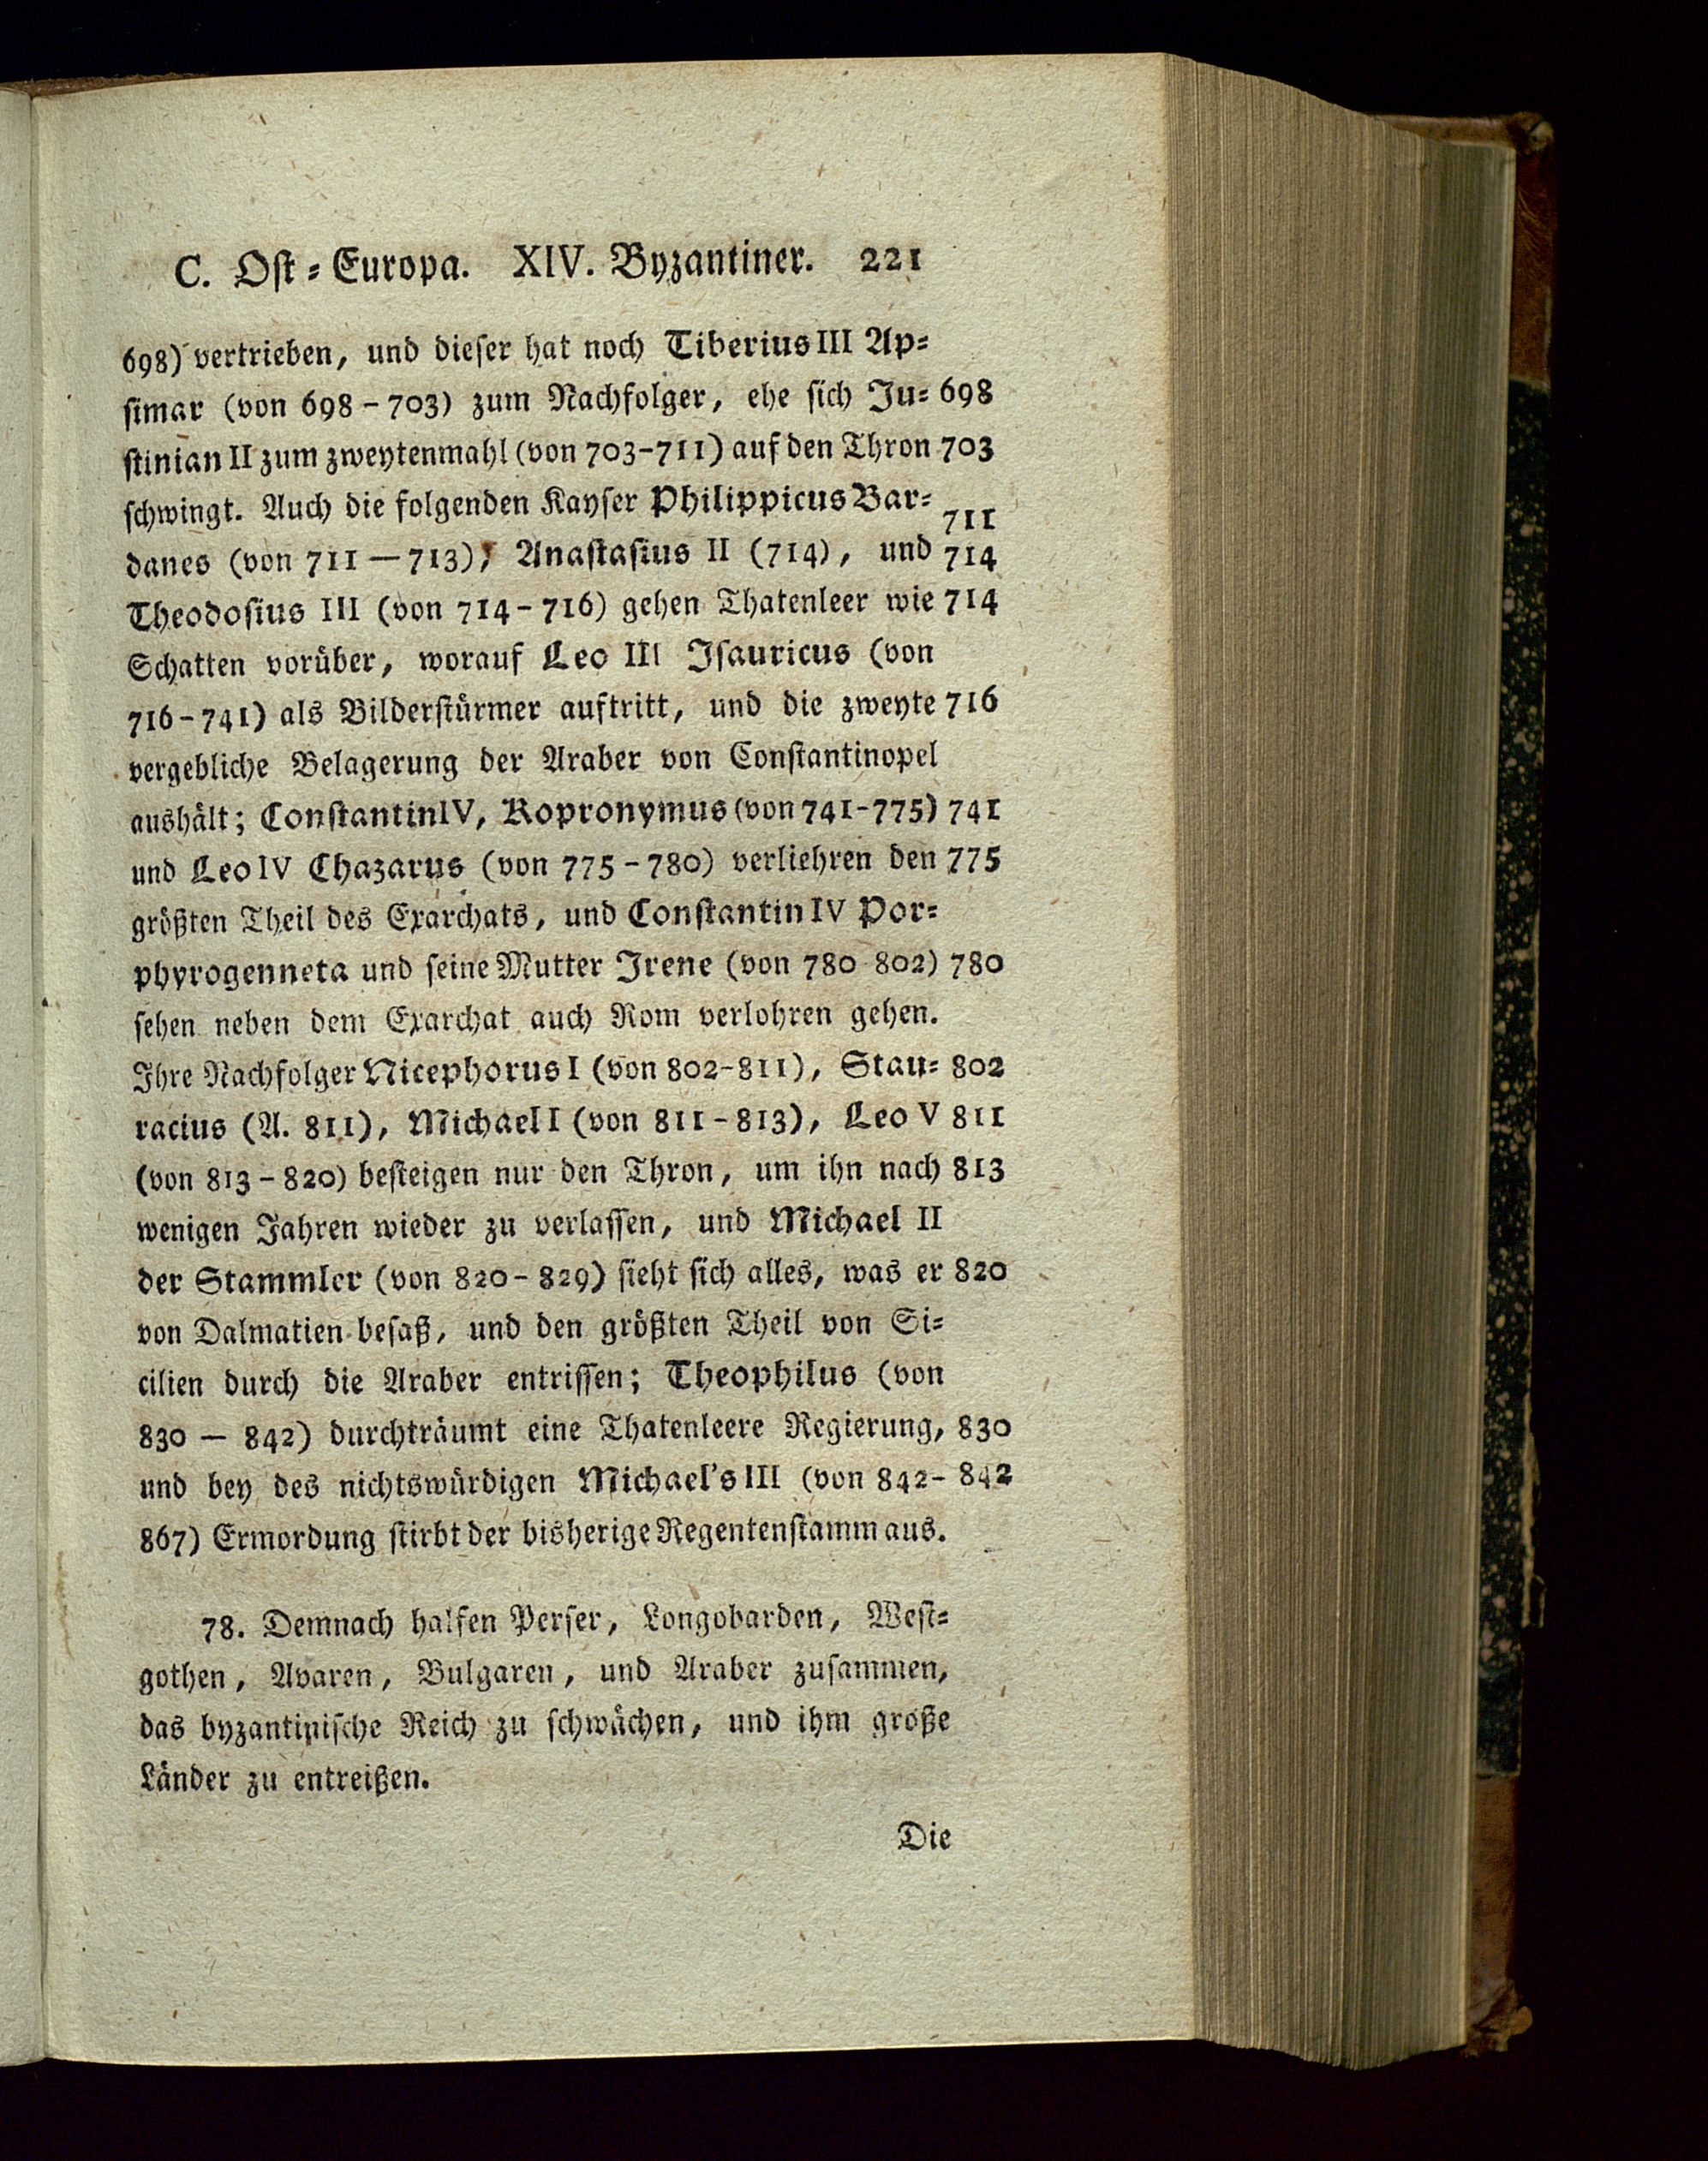 C. Ost-Europa. XIV. Byzantiner. 221
698) vertrieben, und dieser hat noch Tiberius III Ap-
simar (von 698-703) zum Nachfolger, ehe sich Ju- 698
stinian II zum zweytenmahl (von 703-711) auf den Thron 703
schwingt. Auch die folgenden Kayser Philippicus Bar- 711
danes (von 711—713), Anastasius II (714), und 714
Theodosius III (von 714-716) gehen Thatenleer wie 714
Schatten vorüber, worauf Leo III Isauricus (von
716-741) als Bilderstürmer auftritt, und die zweyte 716
vergebliche Belagerung der Araber von Constantinopel
aushält; Constantin IV, Kopronymus (von 741-775) 741
und Leo IV Chazarus (von 775-780) verliehren den 775
größten Theil des Exarchats, und Constantin IV Por-
phyrogenneta und seine Mutter Irene (von 780 802) 780
sehen neben dem Exarchat auch Rom verlohren gehen.
Ihre Nachfolger Nicephorus I (von 802-811), Stau- 802
racius (A. 811), Michael I (von 811-813), Leo V 811
(von 813-820) besteigen nur den Thron, um ihn nach 813
wenigen Jahren wieder zu verlassen, und Michael II
der Stammler (von 820-829) sieht sich alles, was er 820
von Dalmatien besaß, und den größten Theil von Si-
cilien durch die Araber entrissen; Theophilus (von
830 — 842) durchträumt eine Thatenleere Regierung, 830
und bey des nichtswürdigen Michael's III (von 842- 842
867) Ermordung stirbt der bisherige Regentenstamm aus.
78. Demnach halfen Perser, Longobarden, West-
gothen, Avaren, Bulgaren, und Araber zusammen,
das byzantinische Reich zu schwächen, und ihm große
Länder zu entreißen.
Die